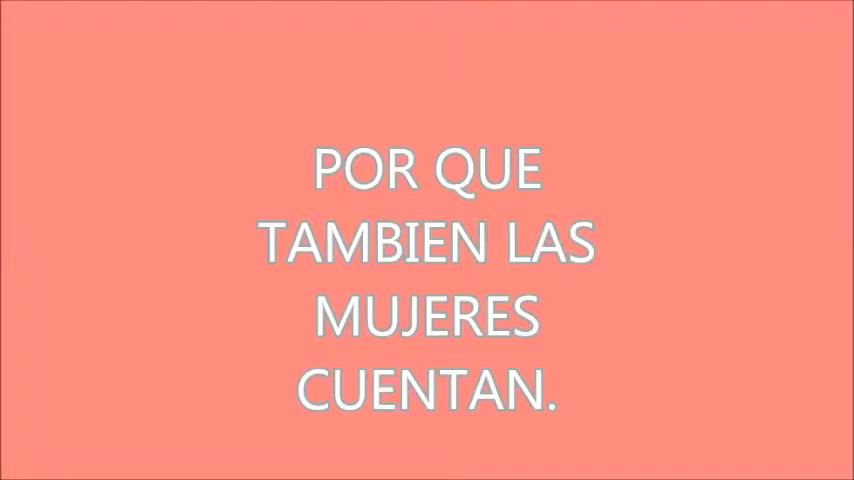 POR QUE
TAMBIEN LAS
MUJERES
CUENTAN.